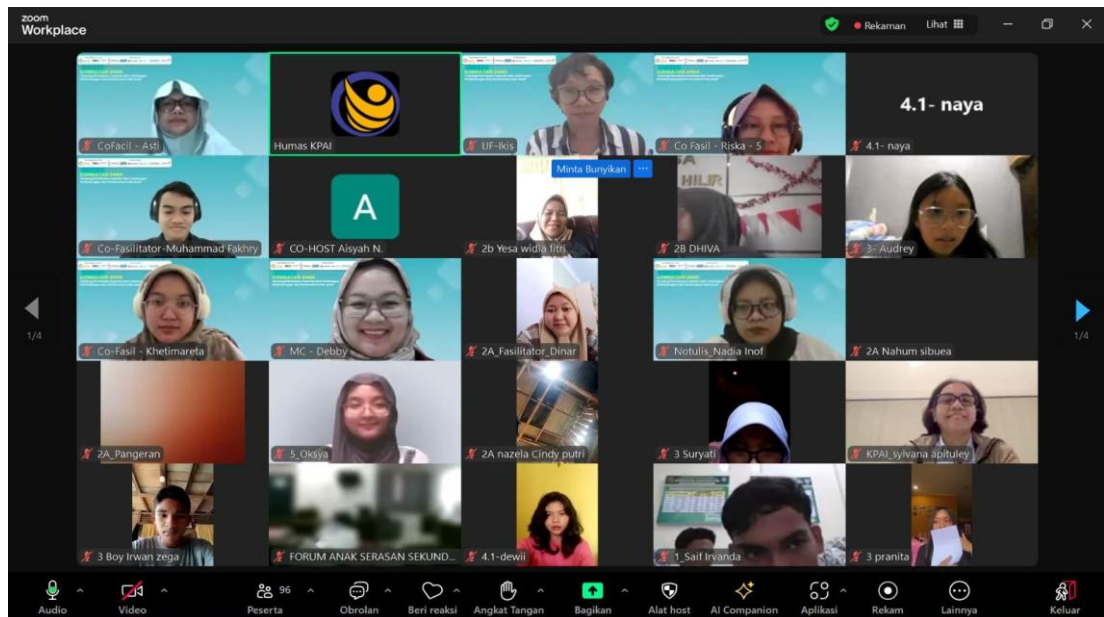 zoom
Workplace
Rekaman
Lihat
CoFacil - Asti
Humas KPAI
IJF-Ikis
Co Fasil - Riska - 5
4.1- naya
4.1- naya
Minta Bunyikan
Co-Fasilitator-Muhammad Fakhry
A
CO-HOST Aisyah N.
2b Yesa widia fitri
HILIR
2B DHIVA
3- Audrey
Co-Fasil - Khetimareta
MC - Debby
2A_Fasilitator_Dinar
Notulis_Nadia Inof
2A Nahum sibuea
1/4
1/4
2A_Pangeran
5_Oksya
2A nazela Cindy putri
3 Suryati
KPAI_sylvana apituley
3 Boy Irwan zega
FORUM ANAK SERASAN SEKUND...
4.1-dewii
1_Saif Irvanda
3 pranita
Audio
Video
96
Peserta
Obrolan
Beri reaksi
Angkat Tangan
Bagikan
Alat host
AI Companion
Aplikasi
Rekam
Lainnya
Keluar